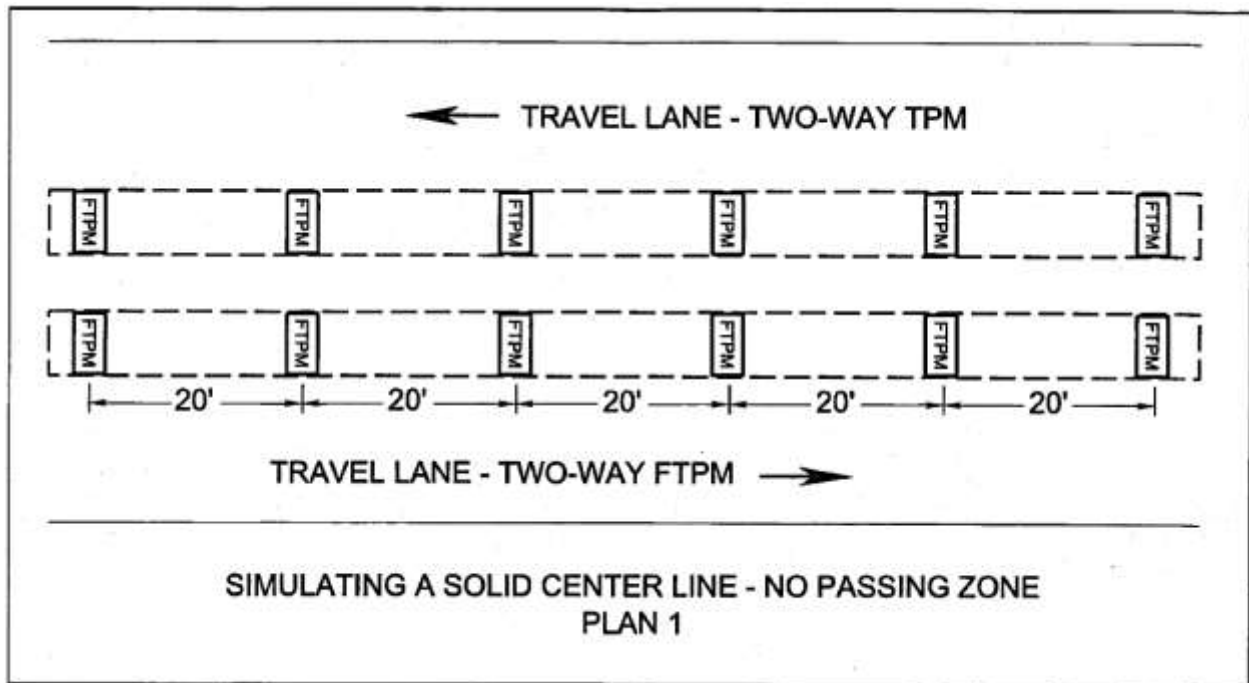 TRAVEL LANE - TWO-WAY TPM
FTPM FTPM FTPM FTPM FTPM FTPM
FTPM FTPM FTPM FTPM FTPM FTPM
20' 20' 20' 20' 20'
TRAVEL LANE - TWO-WAY FTPM
SIMULATING A SOLID CENTER LINE - NO PASSING ZONE
PLAN 1